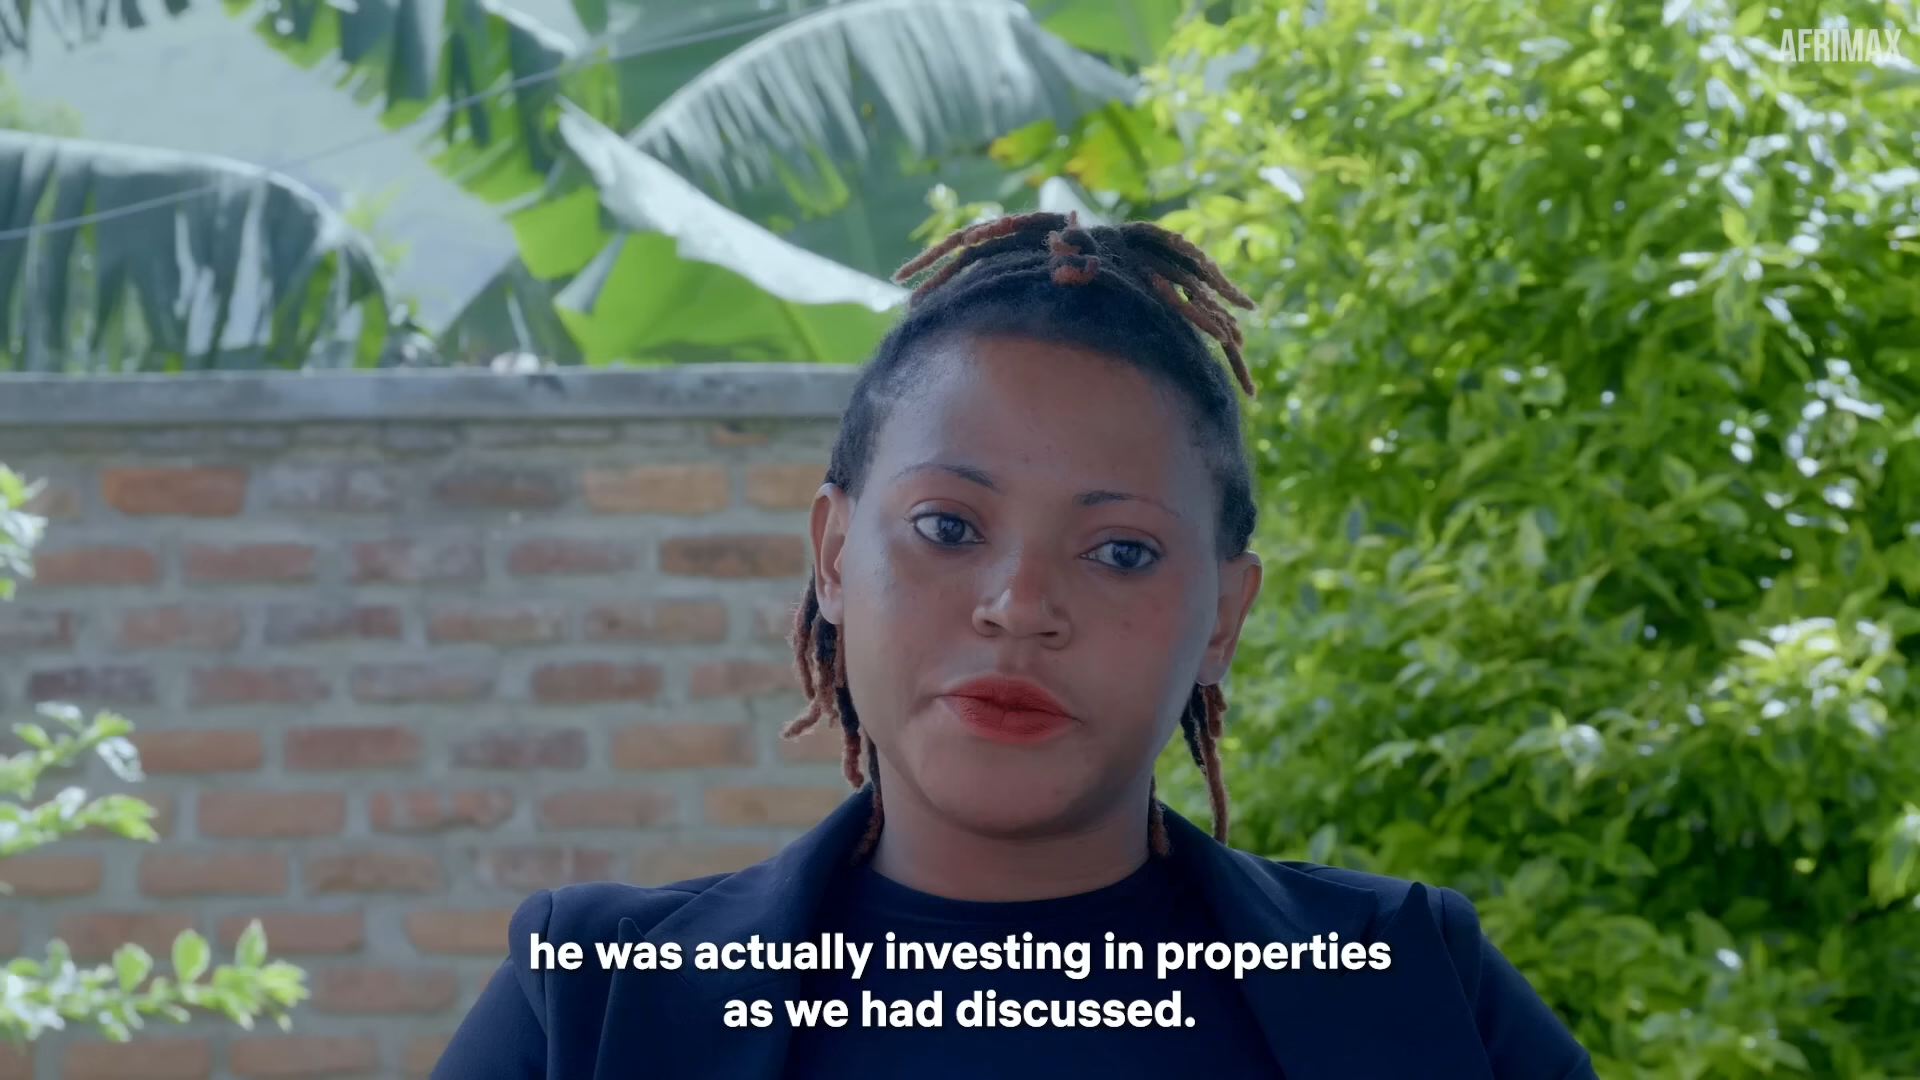 AFRIMAX
he was actually investing in properties
as we had discussed.